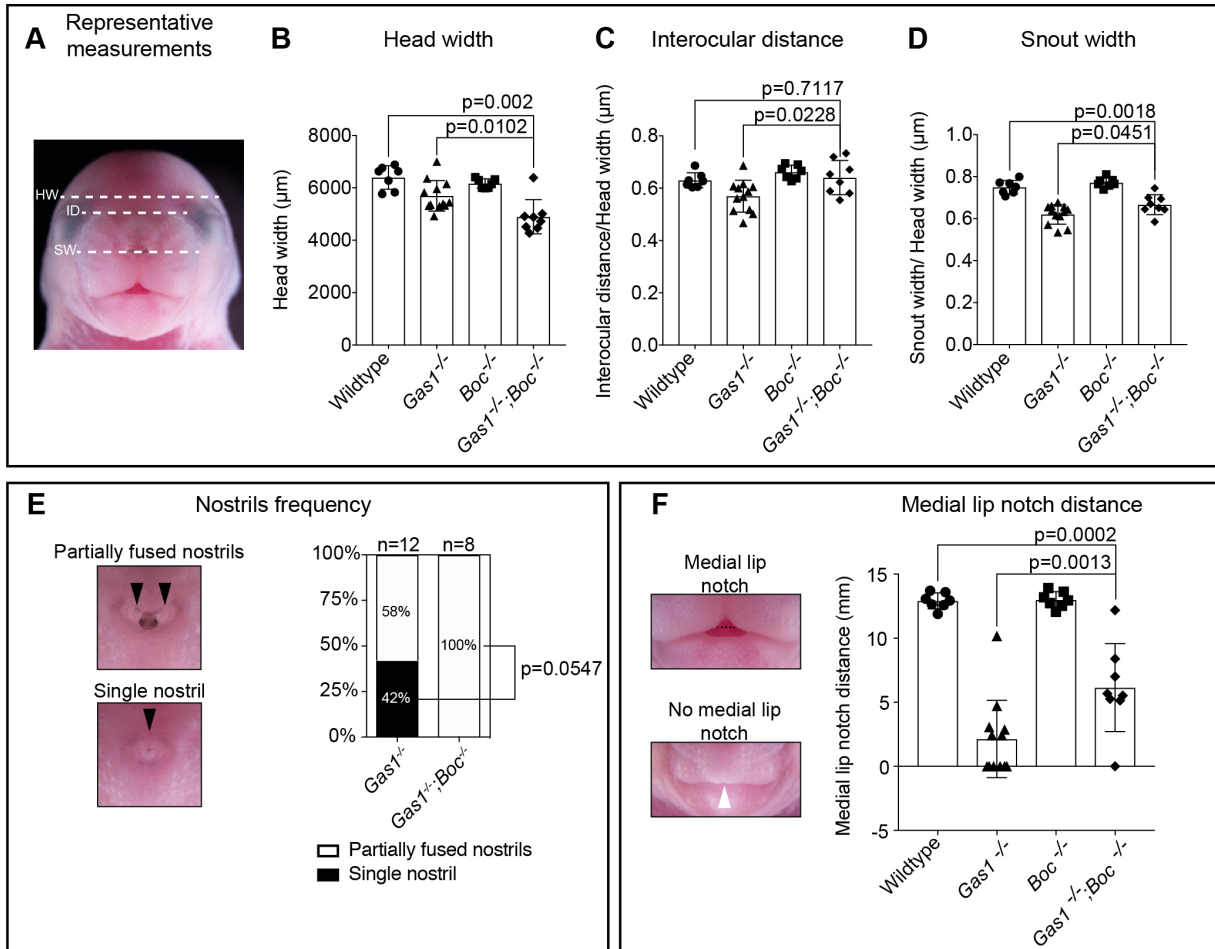 A
Representative
measurements
HW
ID
SW
B
Head width
p=0.002
p=0.0102
Head width (µm)
8000
6000
4000
2000
0
Wildtype
Gas1-/-
Boc-/-
Gas1-/-;Boc-/-
C
Interocular distance
p=0.7117
p=0.0228
Interocular distance/Head width (µm)
0.8
0.6
0.4
0.2
0.0
Wildtype
Gas1-/-
Boc-/-
Gas1-/-;Boc-/-
D
Snout width
p=0.0018
p=0.0451
Snout width/ Head width (µm)
1.0
0.8
0.6
0.4
0.2
0.0
Wildtype
Gas1-/-
Boc-/-
Gas1-/-;Boc-/-
E
Nostrils frequency
Partially fused nostrils
Single nostril
n=12
n=8
100%
75%
50%
25%
0%
58%
42%
100%
p=0.0547
Gas1-/-
Gas1-/-;Boc-/-
Partially fused nostrils
Single nostril
F
Medial lip notch distance
Medial lip
notch
No medial lip
notch
p=0.0002
p=0.0013
Medial lip notch distance (mm)
15
10
5
0
-5
Wildtype
Gas1 -/-
Boc -/-
Gas1 -/-;Boc -/-